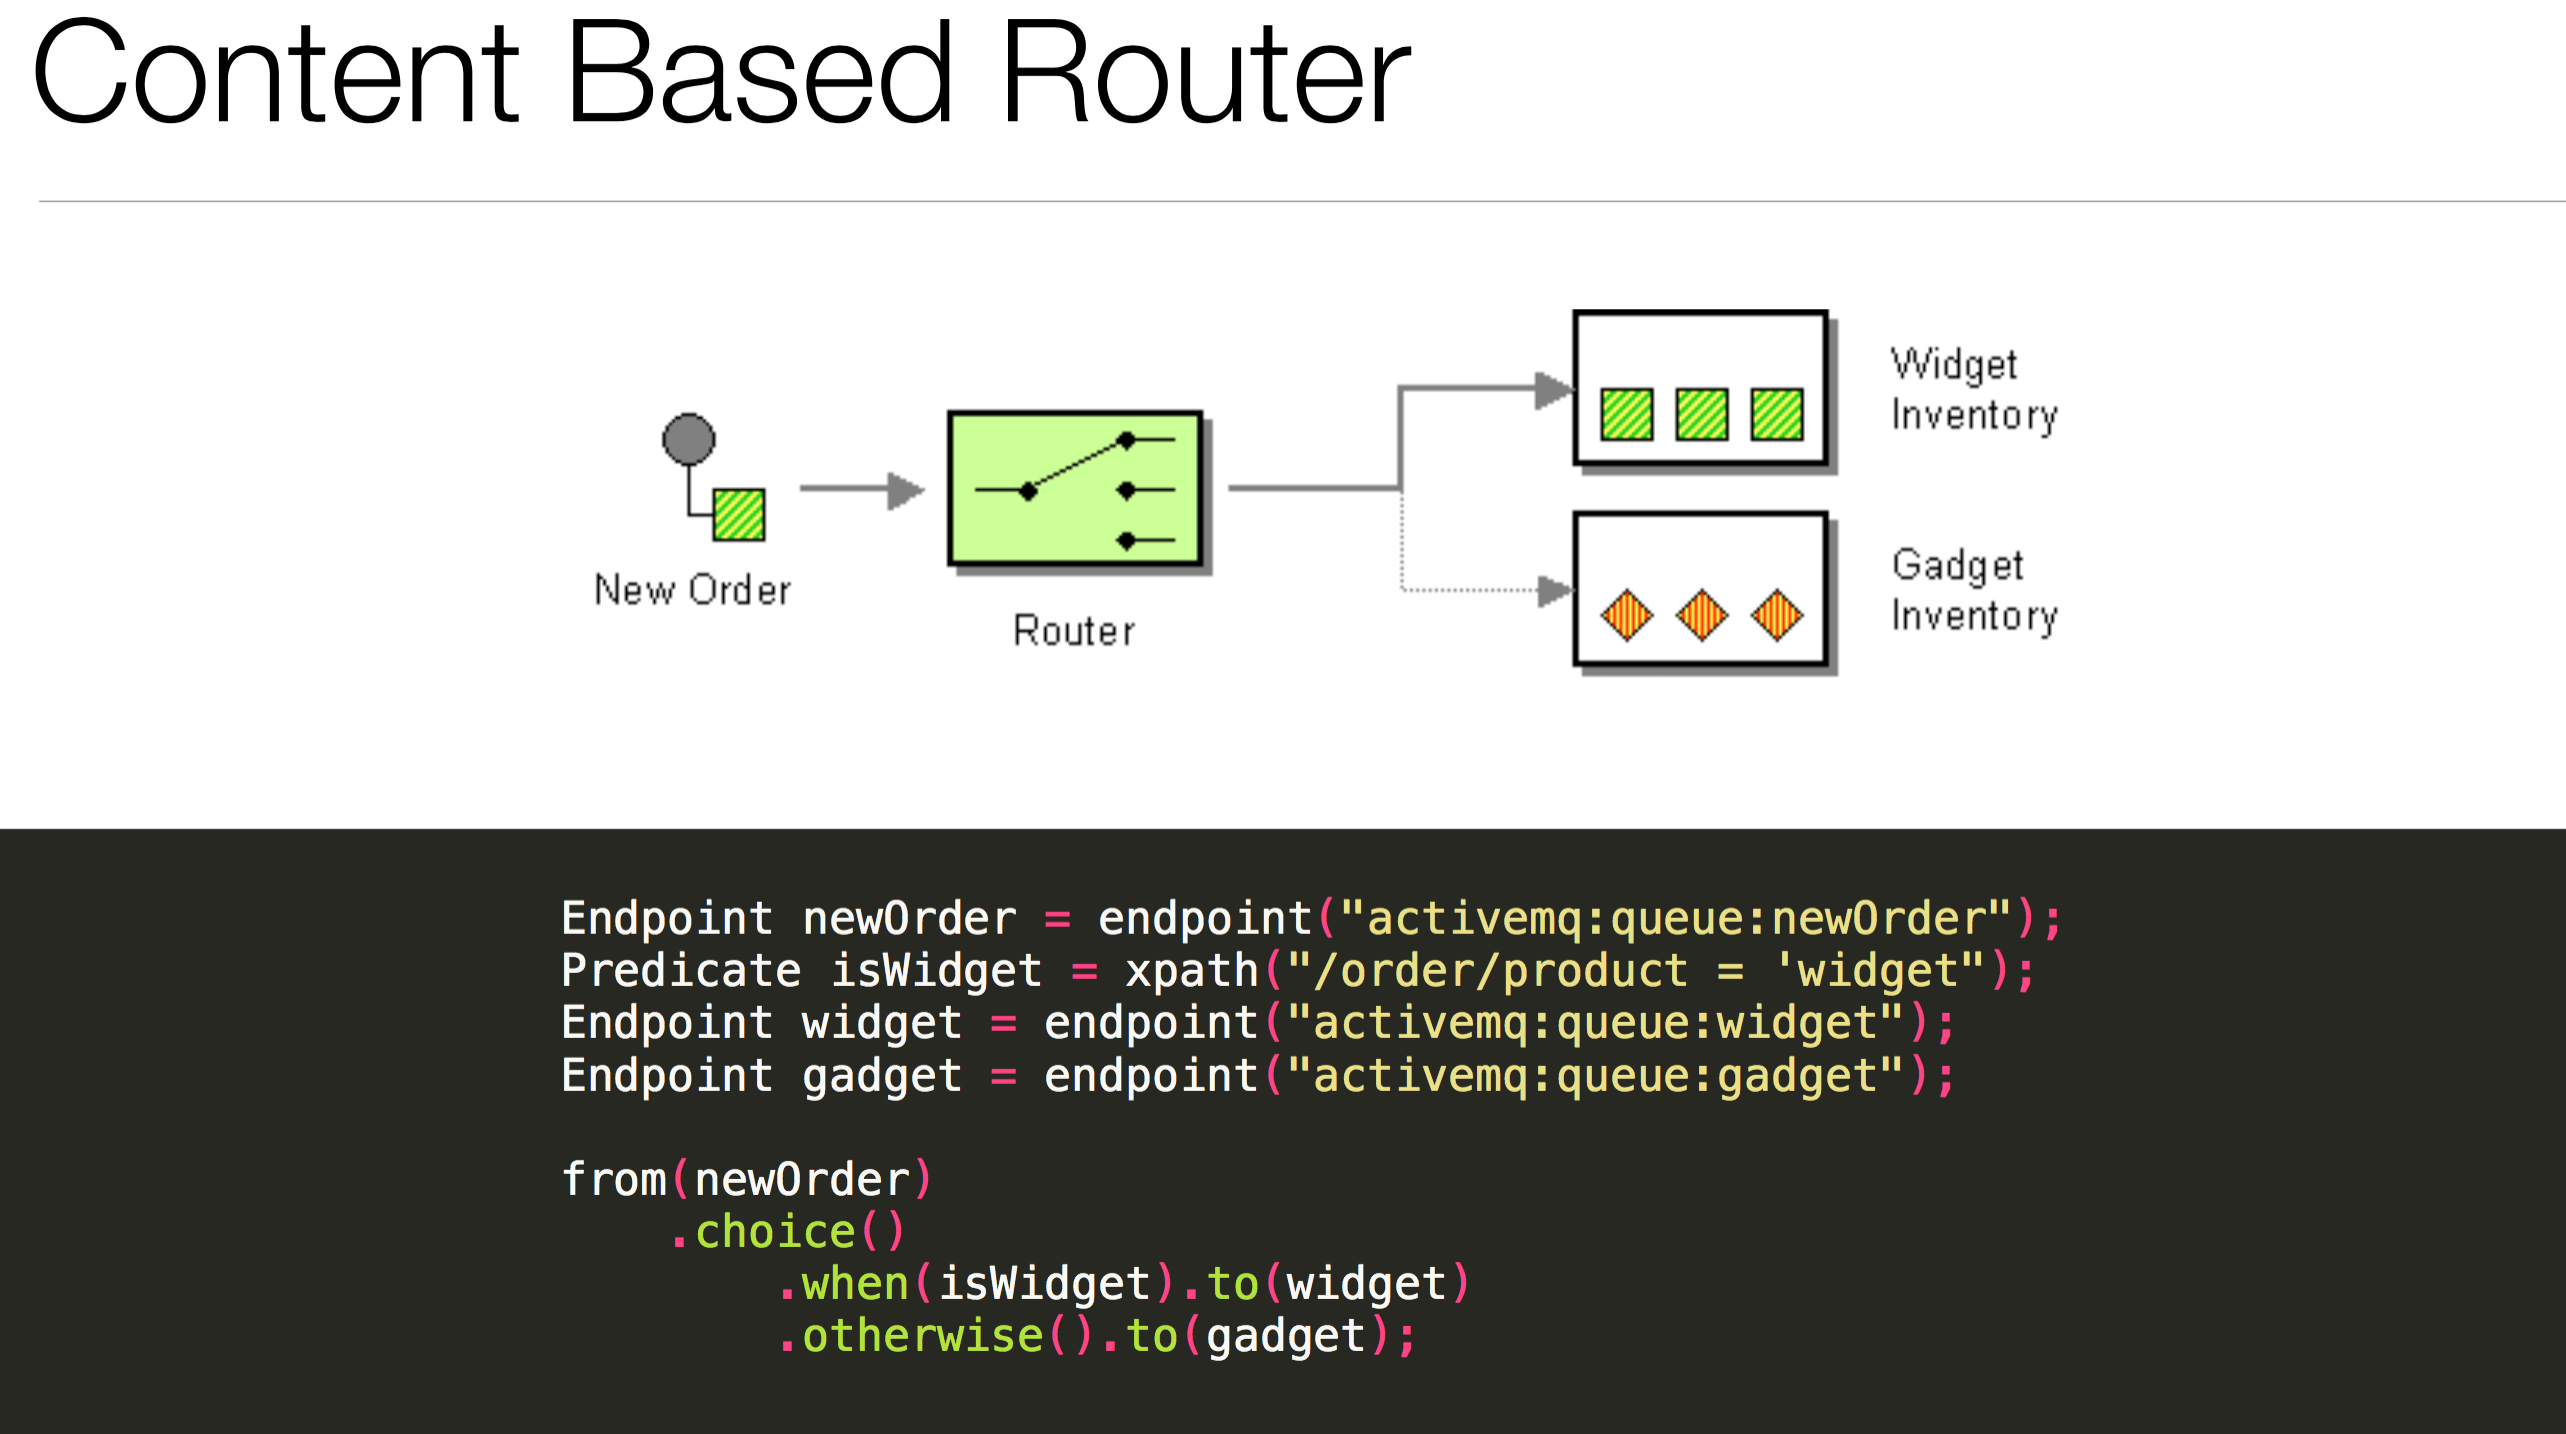 Content Based Router
New Order
Router
Widget
Inventory
Gadget
Inventory
Endpoint newOrder = endpoint("activemq:queue:newOrder");
Predicate isWidget = xpath("/order/product = 'widget");
Endpoint widget = endpoint("activemq:queue:widget");
Endpoint gadget = endpoint("activemq:queue:gadget");
from(newOrder)
    .choice()
        .when(isWidget).to(widget)
        .otherwise().to(gadget);